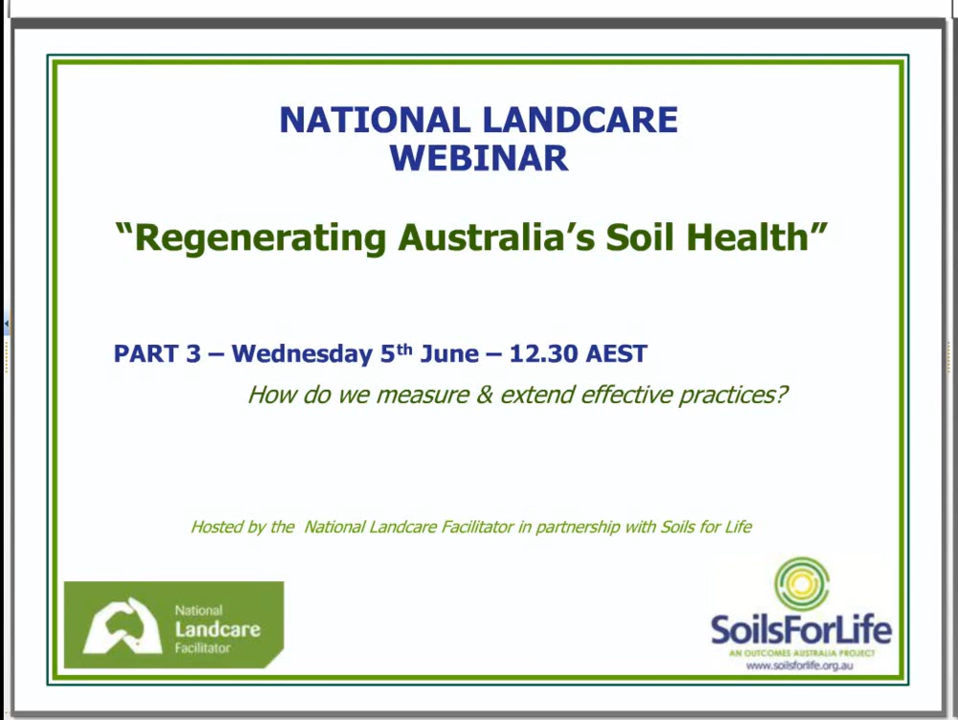 NATIONAL LANDCARE
WEBINAR
“Regenerating Australia’s Soil Health”
PART 3 – Wednesday 5th June – 12.30 AEST
How do we measure & extend effective practices?
Hosted by the National Landcare Facilitator in partnership with Soils for Life
National
Landcare
Facilitator
SoilsForLife
AN OUTCOMES AUSTRALIA PROJECT
www.soilsforlife.org.au